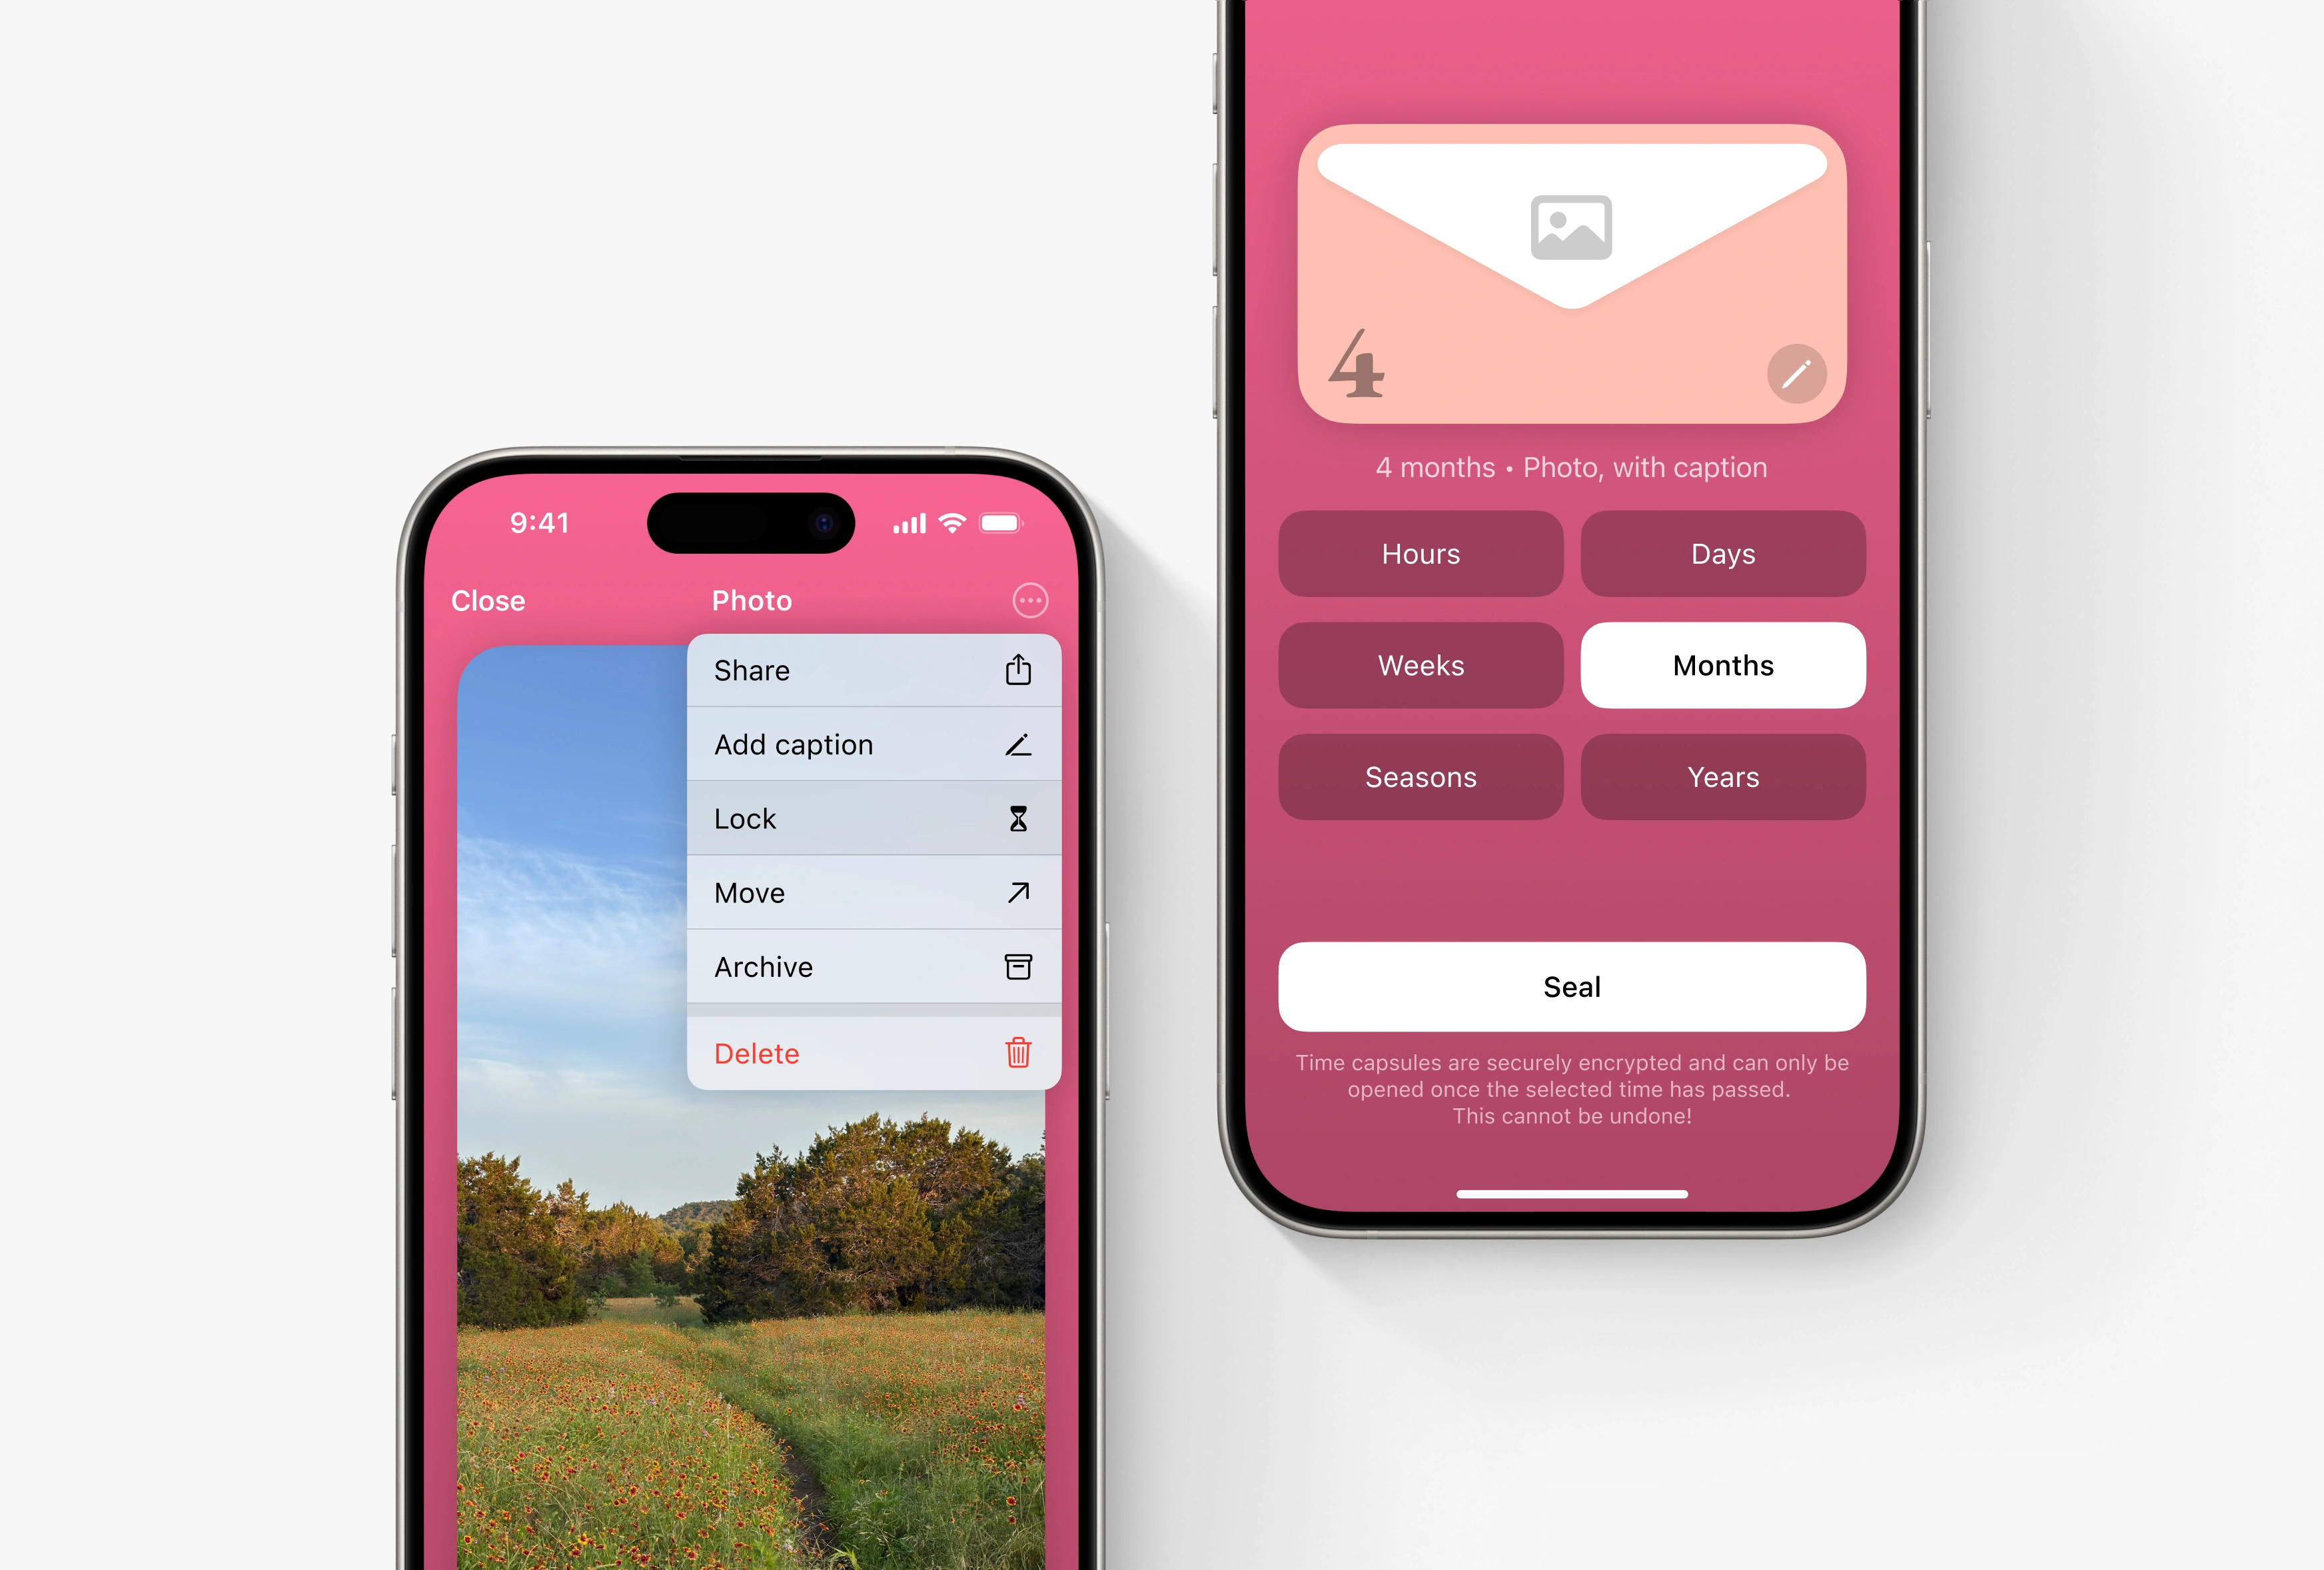 9:41
Close
Photo
Share
Add caption
Lock
Move
Archive
Delete
4
4 months • Photo, with caption
Hours
Days
Weeks
Months
Seasons
Years
Seal
Time capsules are securely encrypted and can only be
opened once the selected time has passed.
This cannot be undone!